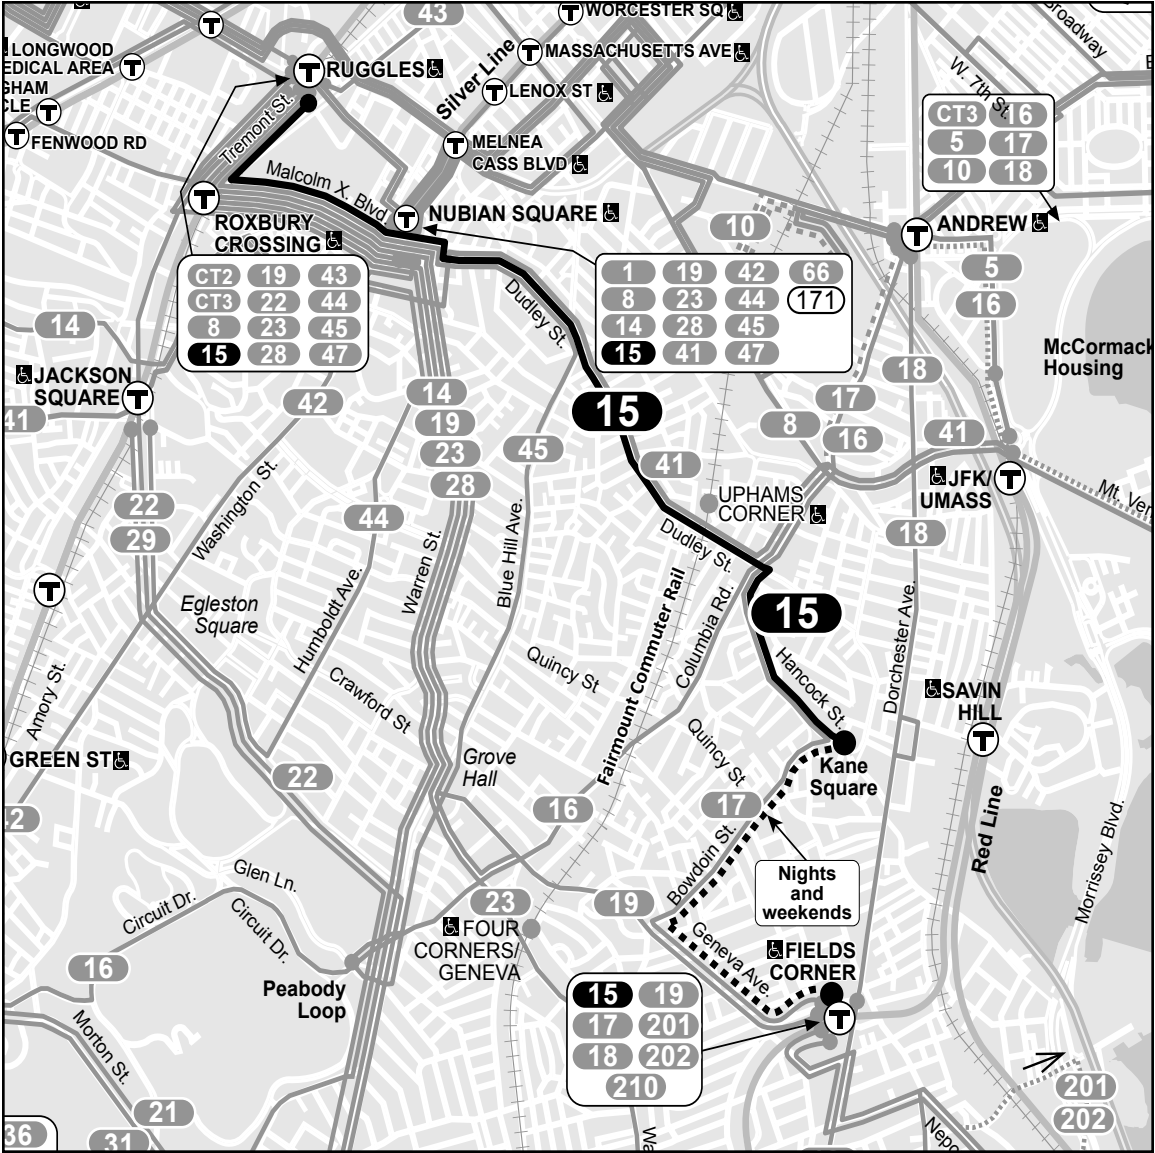 43
WORCESTER SQ
Broadway
LONGWOOD
EDICAL AREA
T
T
T
MASSACHUSETTS AVE
T
RUGGLES
Silver Line
W. 7th St.
GHAM
CLE
T
T
LENOX ST
T
FENWOOD RD
Tremont St.
T
MELNEA
CASS BLVD
CT3 16
5 17
10 18
Malcolm X. Blvd
T
ROXBURY
CROSSING
T
NUBIAN SQUARE
10
T
ANDREW
CT2 19 43
CT3 22 44
8 23 45
15 28 47
1 19 42 66
8 23 44 171
14 28 45
15 41 47
5
16
14
Dudley St.
McCormack
Housing
JACKSON
SQUARE
T
41
42
14
19
23
28
45
15
41
18
17
8
16
41
22
29
Washington St.
44
UPHAMS
CORNER
JFK/
UMASS
T
Mt. Ver
18
Dudley St.
T
Egleston
Square
Humboldt Ave.
Warren St.
Blue Hill Ave.
Fairmount Commuter Rail
Columbia Rd.
15
Dorchester Ave.
Amory St.
Crawford St
Quincy St
Hancock St.
SAVIN
HILL
T
Quincy St
GREEN ST
22
Grove
Hall
Kane
Square
16
17
Red Line
Morrissey Blvd.
Bowdoin St.
Nights
and
weekends
Glen Ln.
Circuit Dr.
Circuit Dr.
23
19
FOUR
CORNERS/
GENEVA
Geneva Ave.
FIELDS
CORNER
T
16
Peabody
Loop
15 19
17 201
18 202
210
Morton St.
201
202
21
31
36
Wa
Nepo